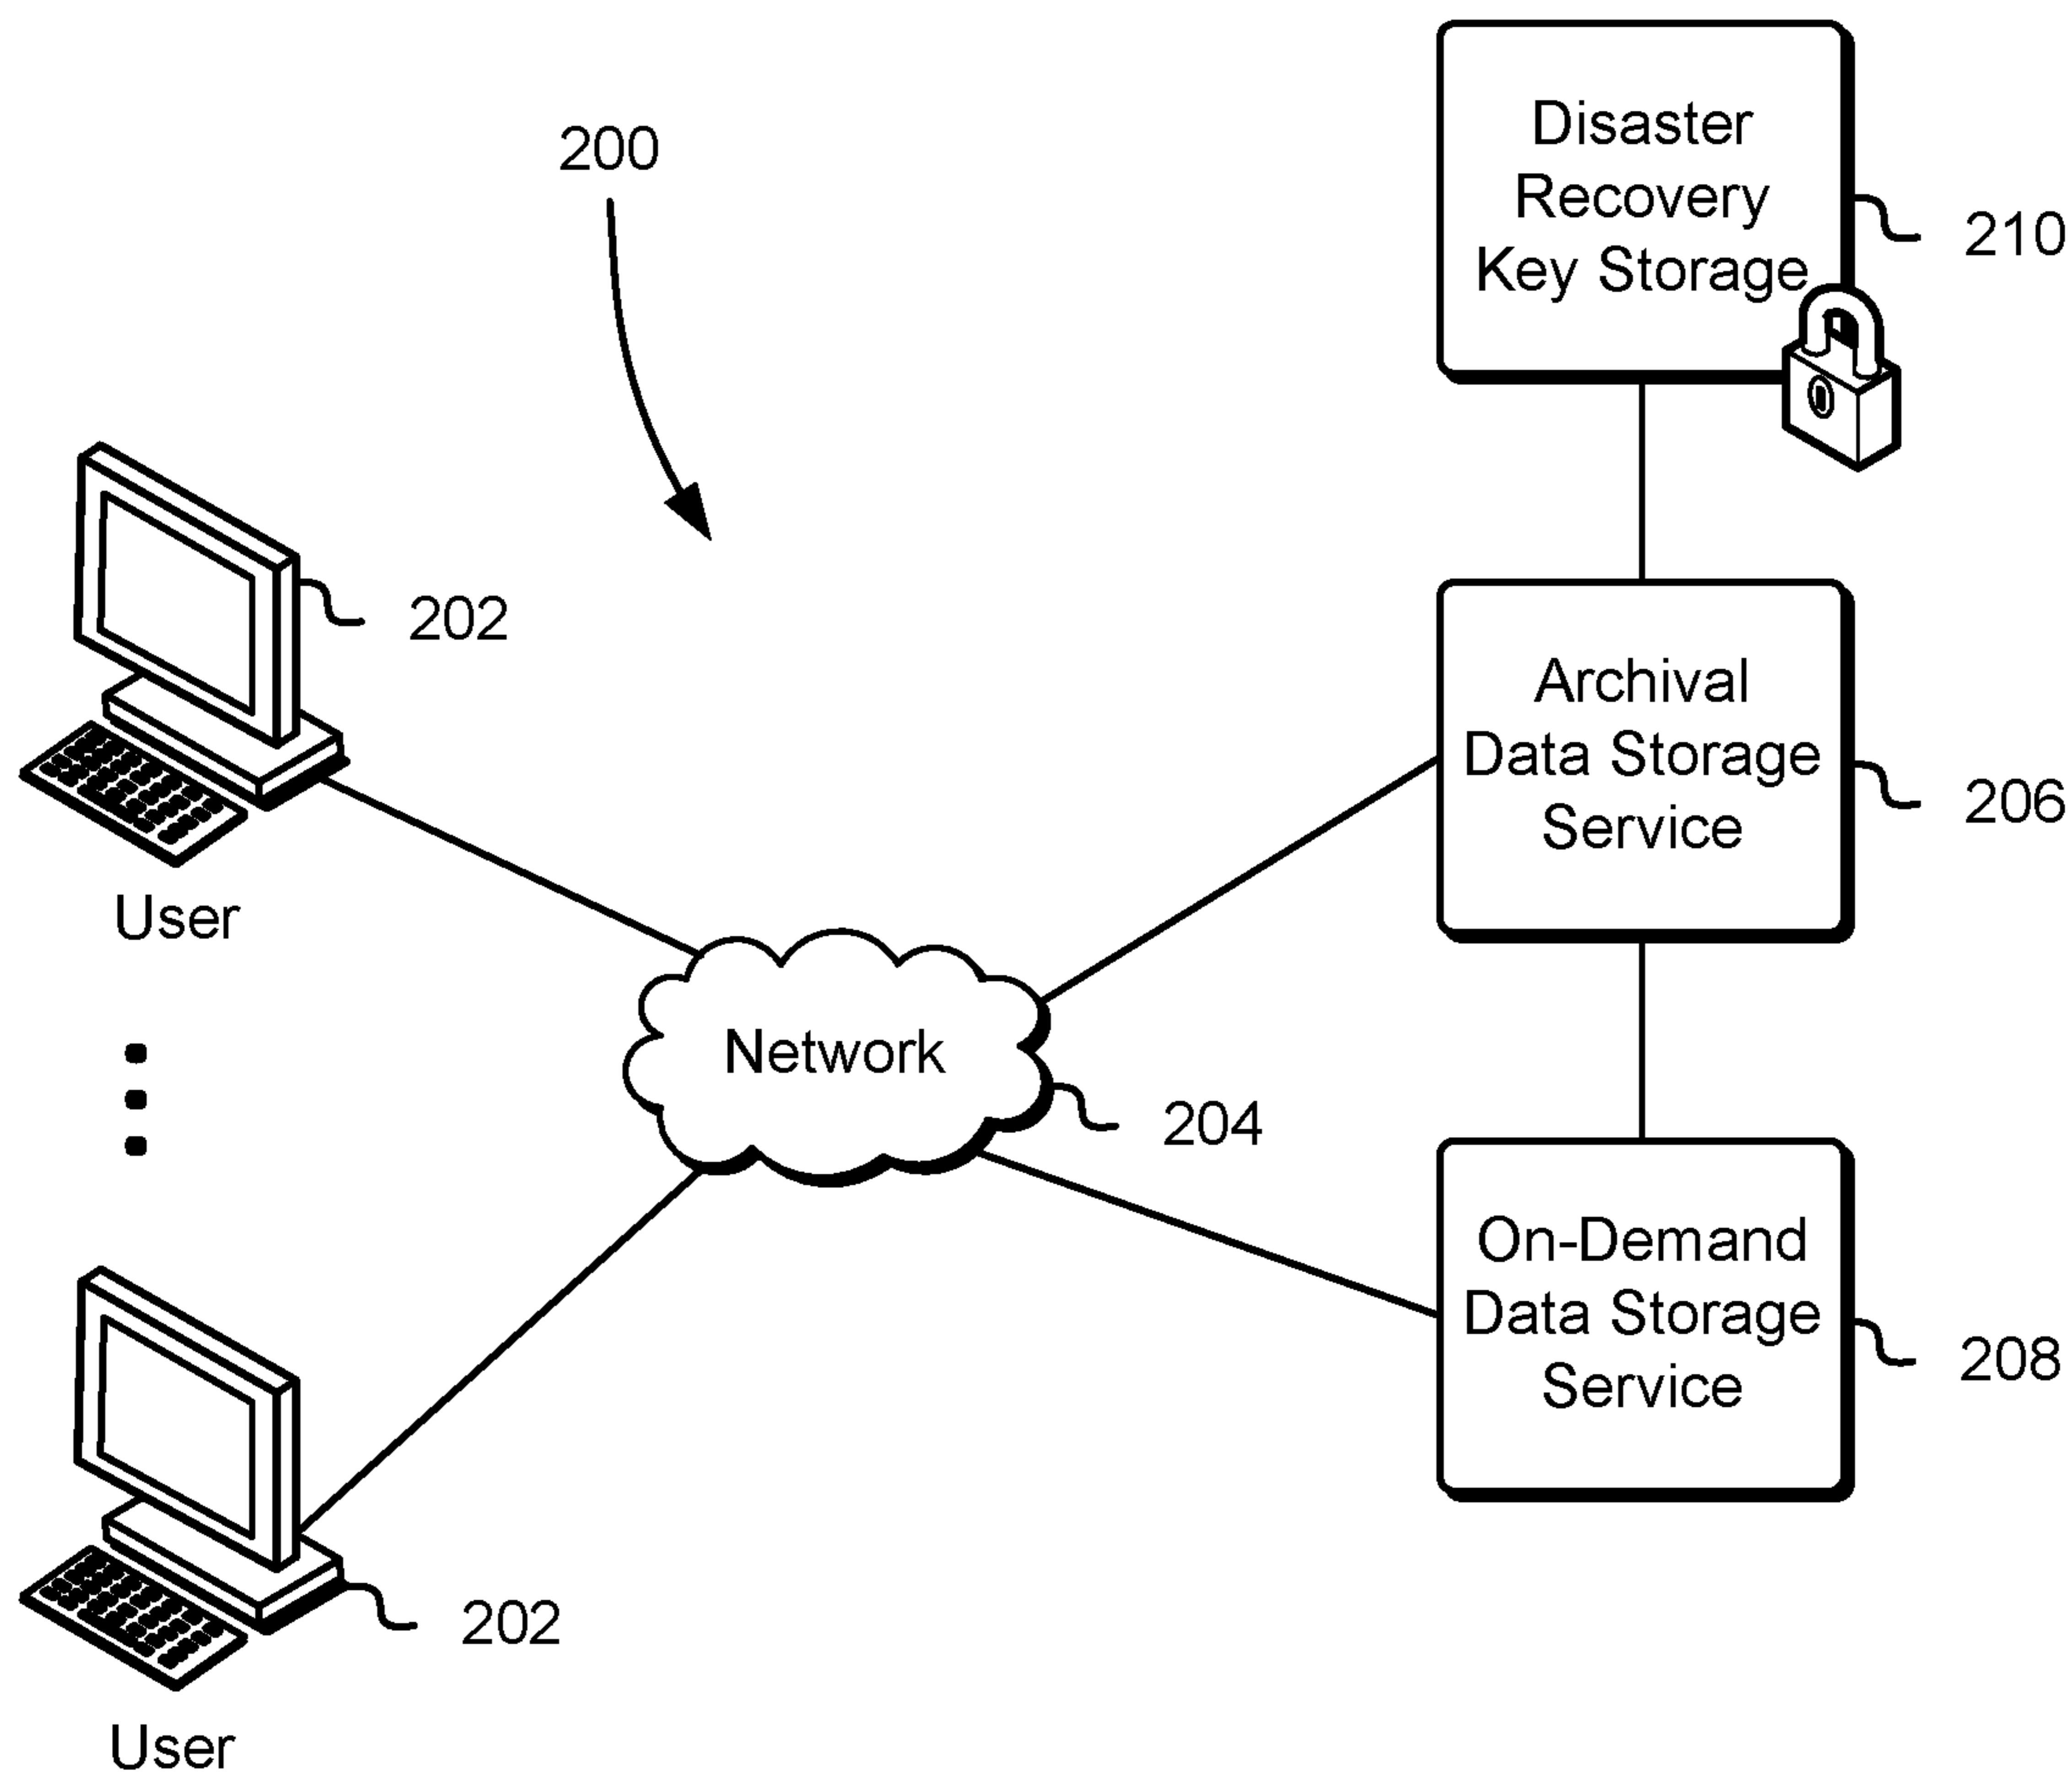 200
Disaster
Recovery
Key Storage
210
202
User
Archival
Data Storage
Service
206
Network
204
On-Demand
Data Storage
Service
208
202
User